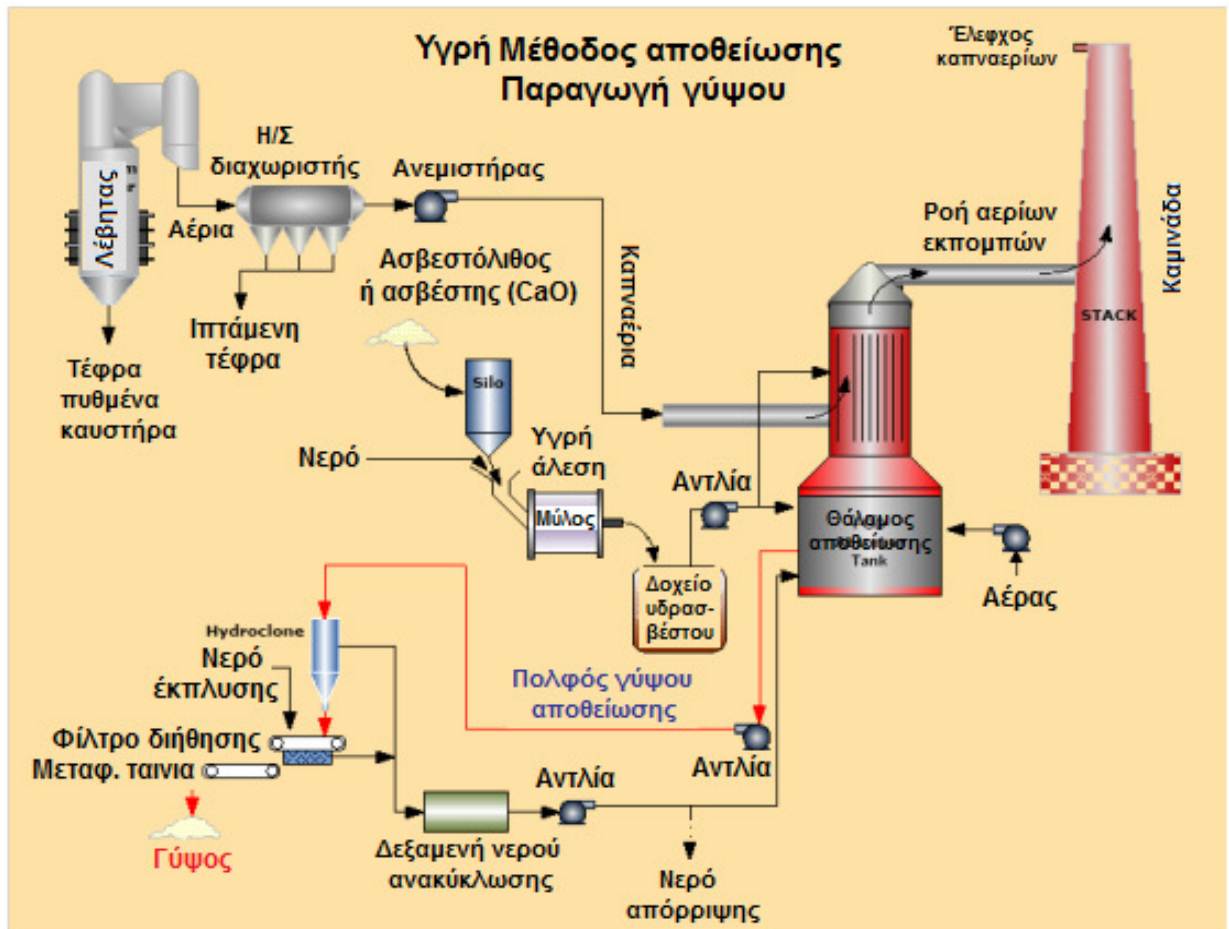 Υγρή Μέθοδος αποθείωσης
Παραγωγή γύψου
Έλεφχος
καπναερίων
Η/Σ
διαχωριστής
Ανεμιστήρας
Λέβητας
Αέρια
Καμινάδα
Ροή αερίων
εκπομπών
Ασβεστόλιθος
ή ασβέστης (CaO)
Καπναέρια
Ιπτάμενη
τέφρα
STACK
Τέφρα
πυθμένα
καυστήρα
Silo
Υγρή
άλεση
Νερό
Αντλία
Μύλος
Θάλαμος
αποθείωσης
Tank
Αέρας
Δοχείο
υδρασ-
βέστου
Hydroclone
Νερό
έκπλυσης
Πολφός γύψου
αποθείωσης
Φίλτρο διήθησης
Μεταφ. ταινια
Αντλία
Αντλία
Γύψος
Δεξαμενή νερού
ανακύκλωσης
Νερό
απόρριψης